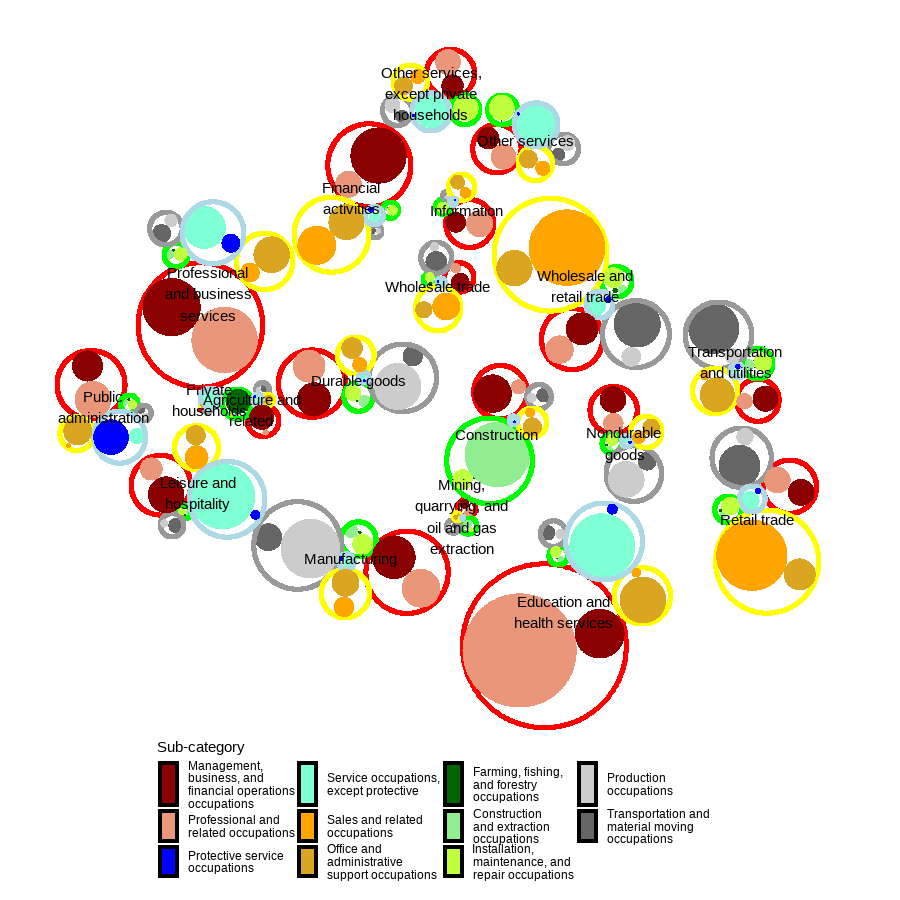 Other services,
except private
households
Other services
Financial
activities
Information
Professional
and business
services
Wholesale trade
Wholesale and
retail trade
Transportation
and utilities
Public
administration
Private
households
Agriculture and
related
Durable goods
Construction
Nondurable
goods
Leisure and
hospitality
Mining,
quarrying, and
oil and gas
extraction
Retail trade
Manufacturing
Education and
health services
Sub-category
Management,
business, and
financial operations
occupations
Professional and
related occupations
Protective service
occupations
Service occupations,
except protective
Sales and related
occupations
Office and
administrative
support occupations
Farming, fishing,
and forestry
occupations
Construction
and extraction
occupations
Installation,
maintenance, and
repair occupations
Production
occupations
Transportation and
material moving
occupations